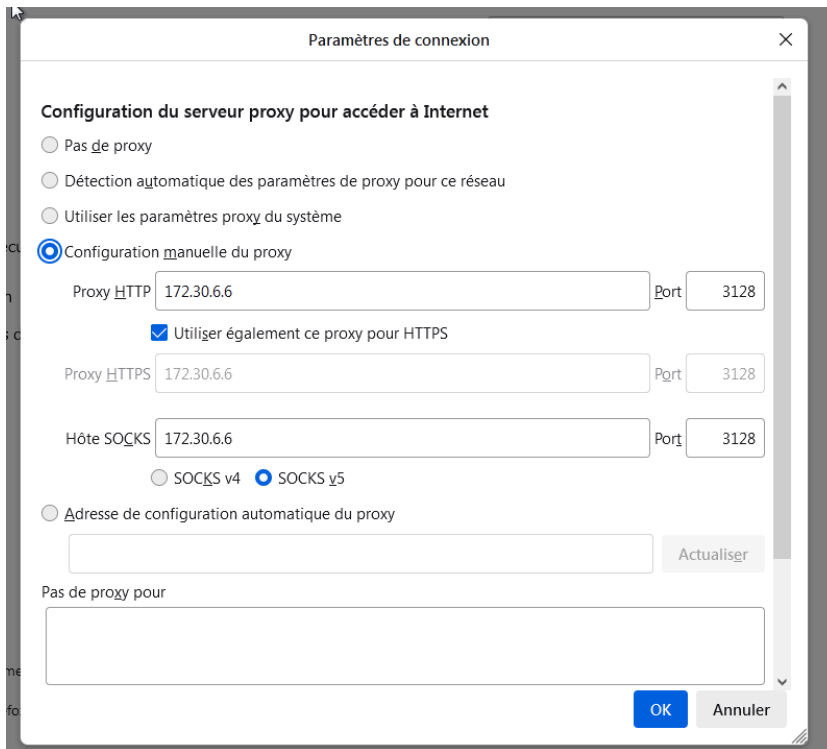 Paramètres de connexion
Configuration du serveur proxy pour accéder à Internet
Pas de proxy
Détection automatique des paramètres de proxy pour ce réseau
Utiliser les paramètres proxy du système
Configuration manuelle du proxy
Proxy HTTP 172.30.6.6 Port 3128
Utiliser également ce proxy pour HTTPS
Proxy HTTPS 172.30.6.6 Port 3128
Hôte SOCKS 172.30.6.6 Port 3128
SOCKS v4 SOCKS v5
Adresse de configuration automatique du proxy
Actualiser
Pas de proxy pour
OK Annuler